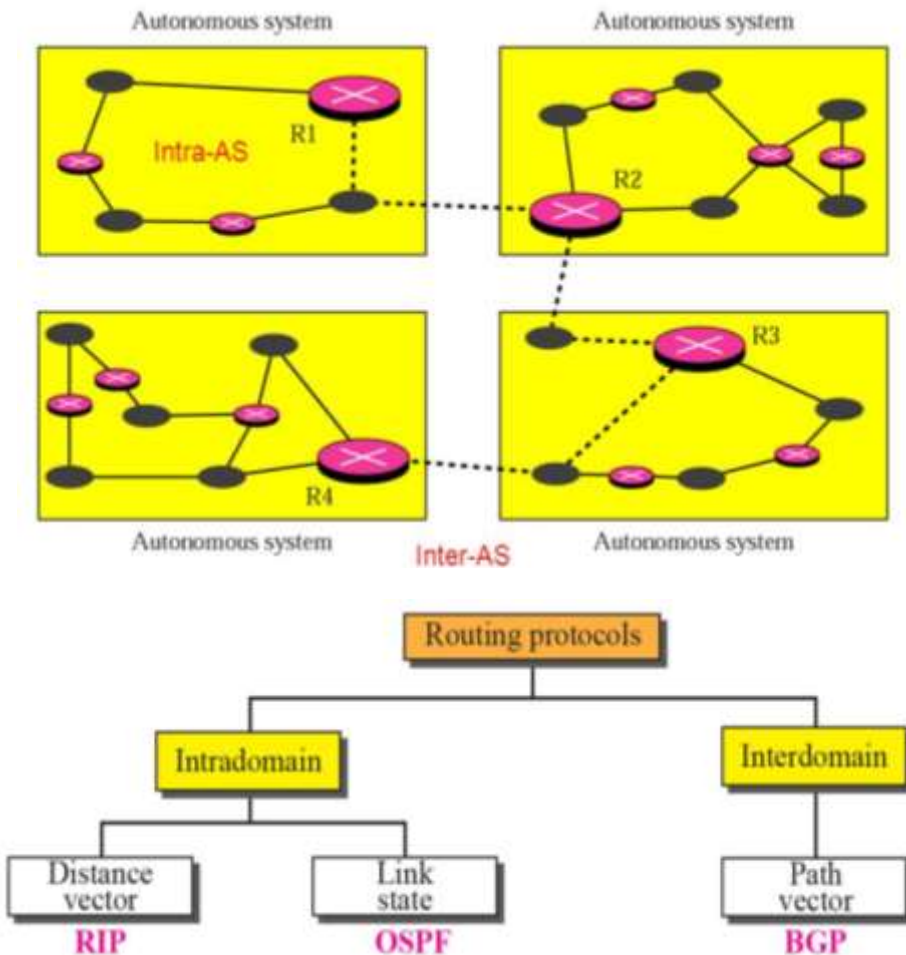 Autonomous system
Autonomous system
R1
Intra-AS
R2
R3
R4
Autonomous system
Autonomous system
Inter-AS
Routing protocols
Intradomain
Interdomain
Distance
vector
Link
state
Path
vector
RIP
OSPF
BGP